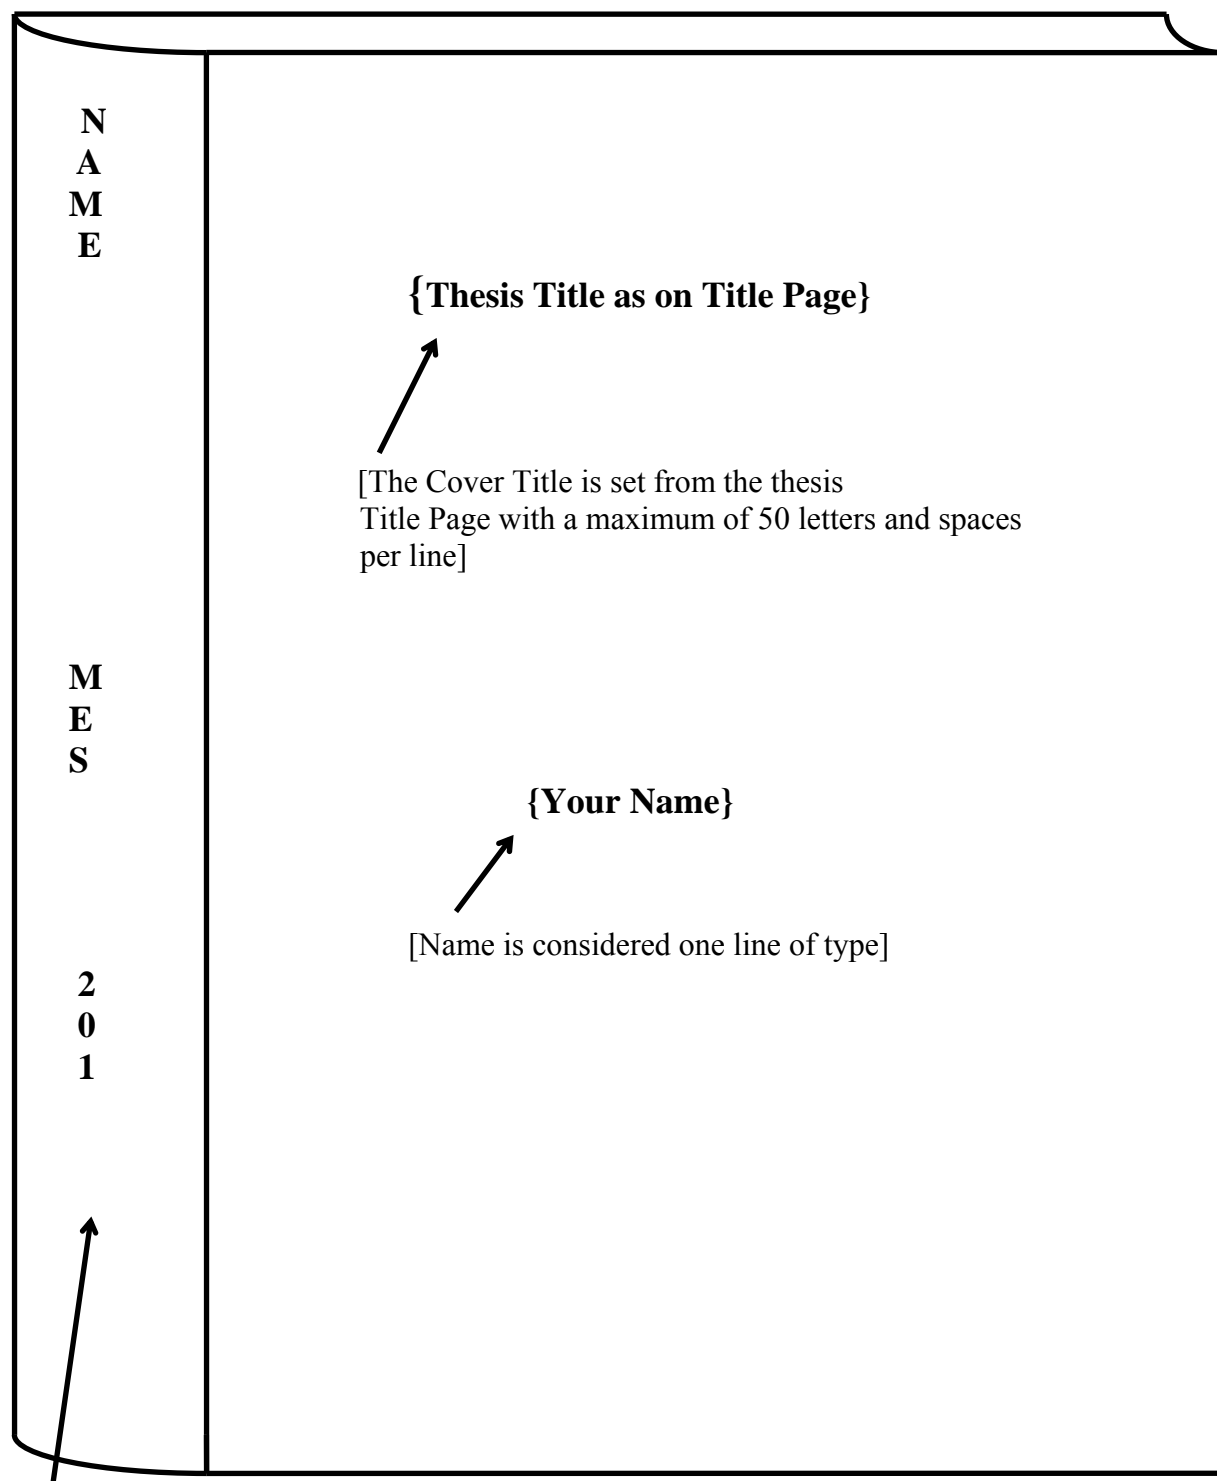 N
A
M
E
M
E
S
2
0
1
{Thesis Title as on Title Page}
[The Cover Title is set from the thesis
Title Page with a maximum of 50 letters and spaces
per line]
{Your Name}
[Name is considered one line of type]